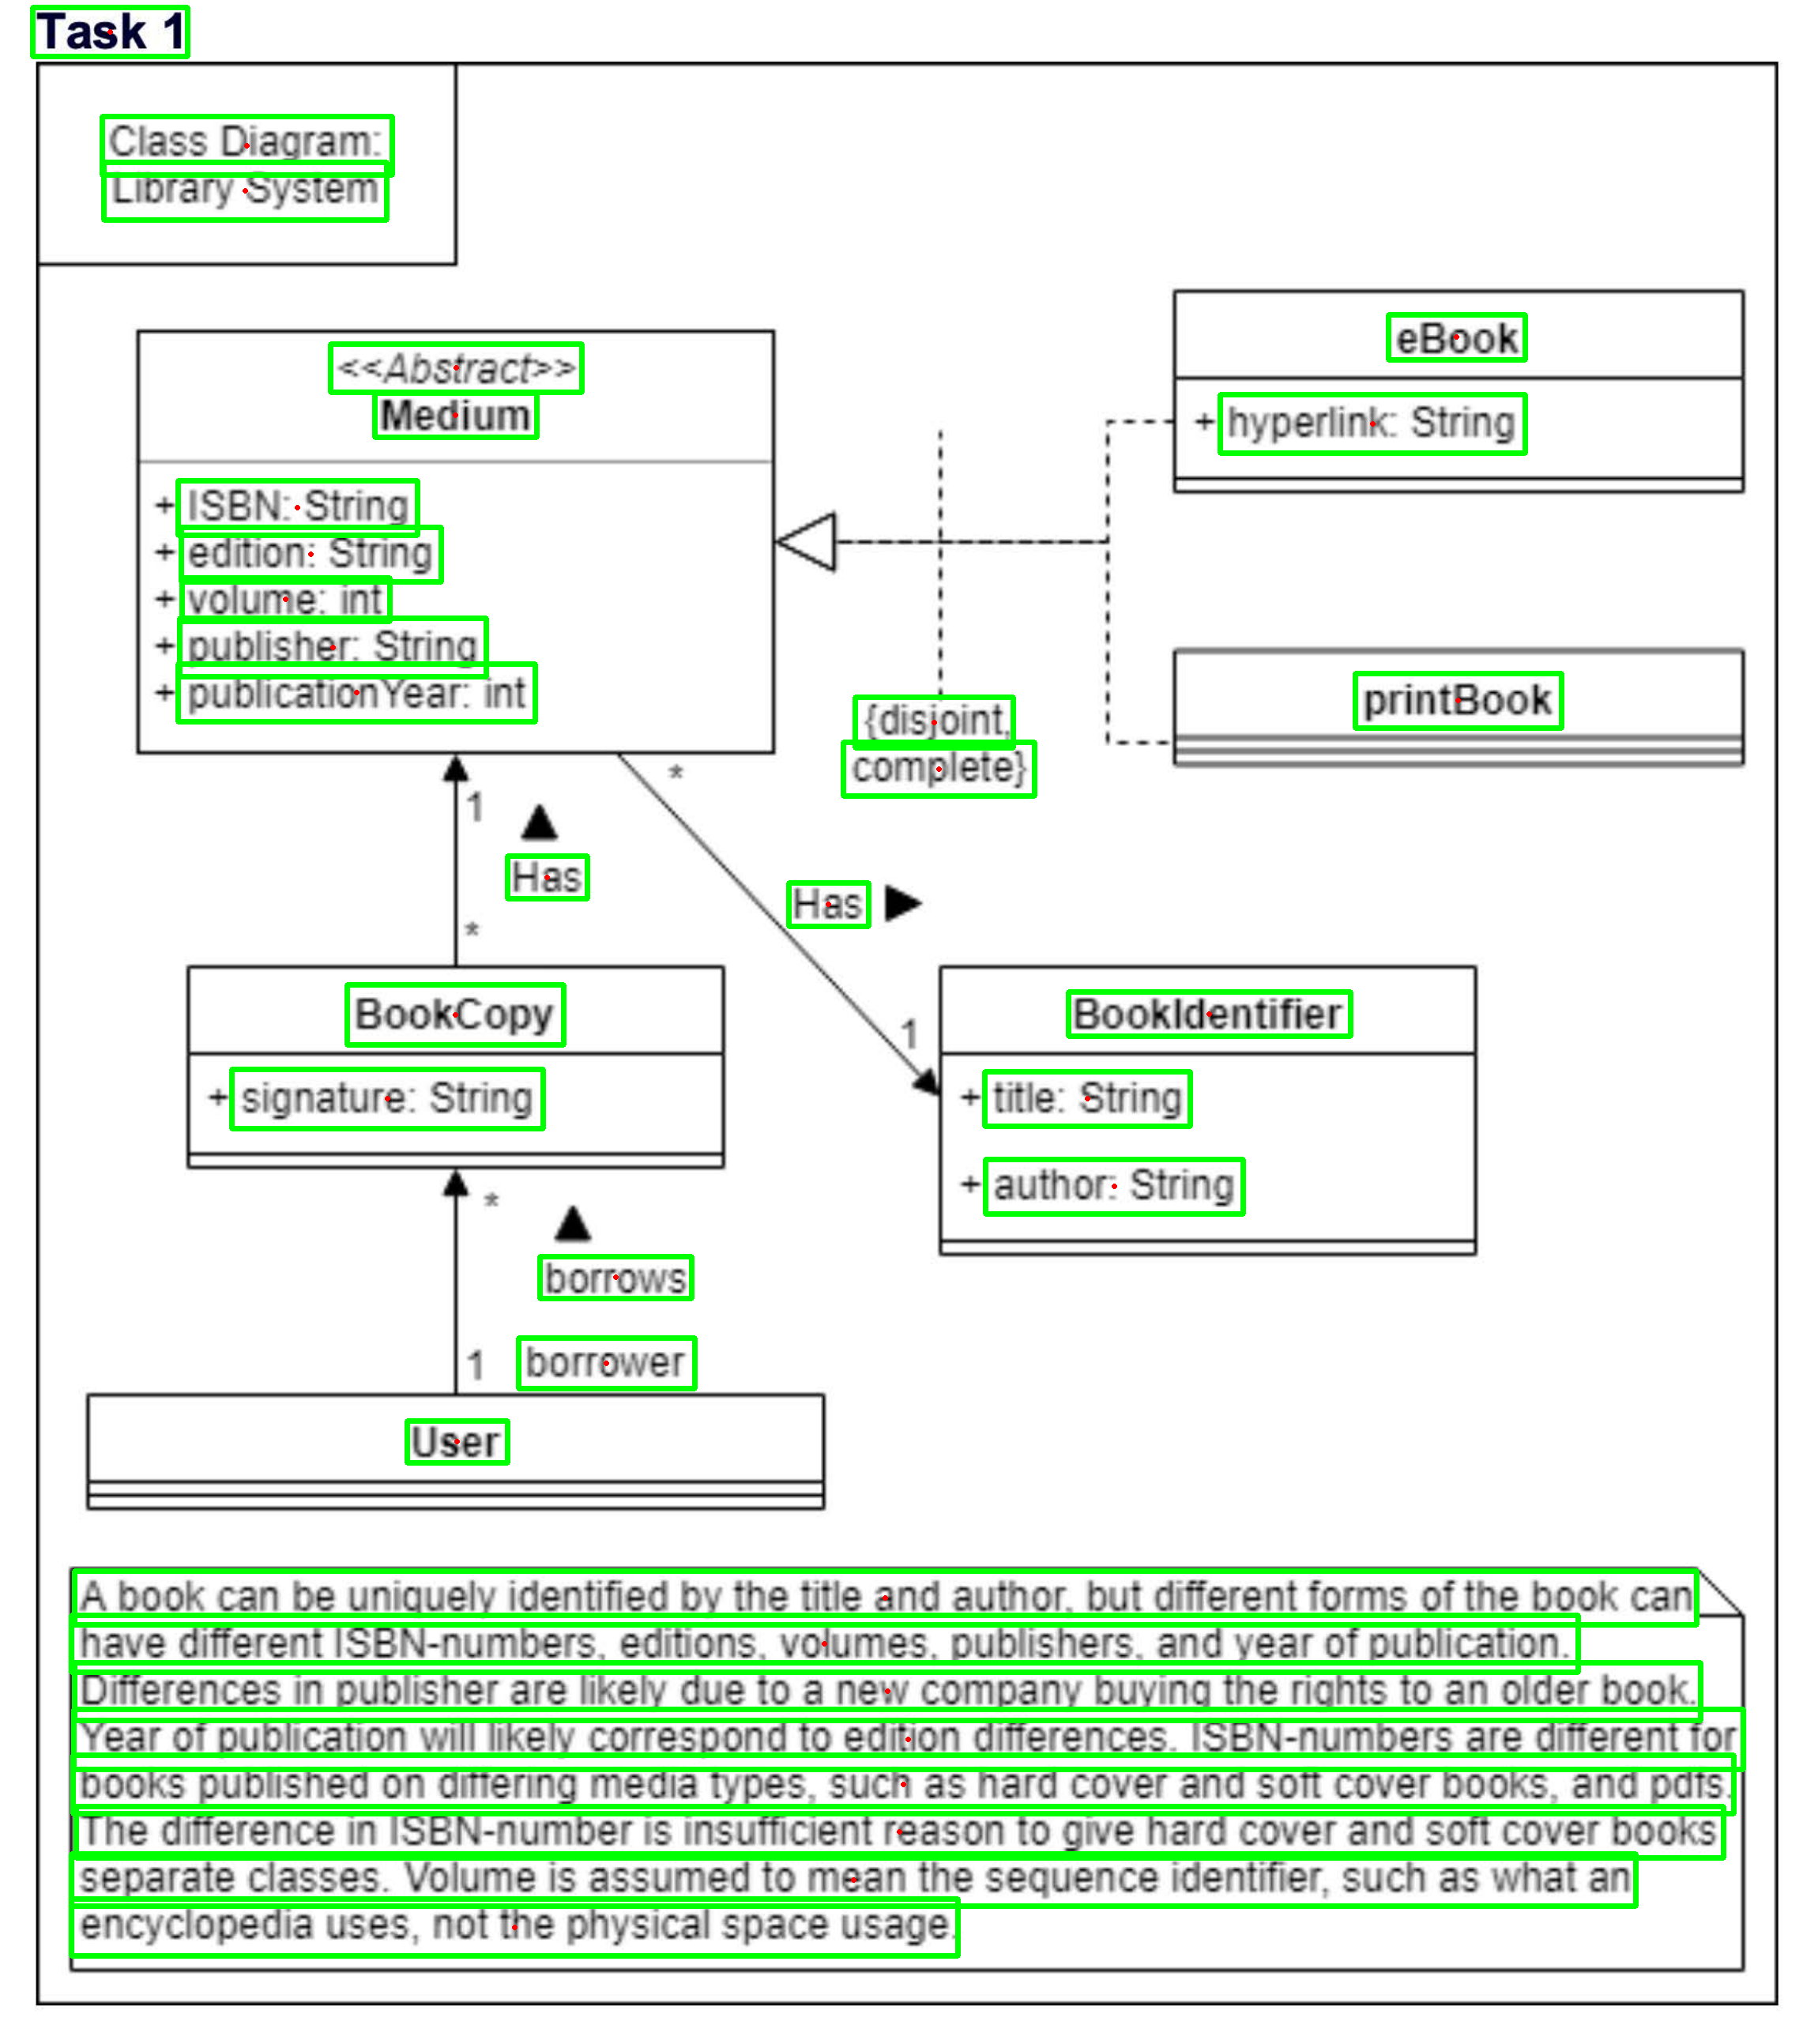 Task 1
Class Diagram:
Library System
<<Abstract>>
Medium
+ ISBN: String
+ edition: String
+ volume: int
+ publisher: String
+ publicationYear: int
eBook
+ hyperlink: String
printBook
{disjoint,
complete}
1
*
Has
*
Has
1
BookCopy
+ signature: String
BookIdentifier
+ title: String
+ author: String
*
borrows
1
borrower
User
A book can be uniquely identified by the title and author, but different forms of the book can
have different ISBN-numbers, editions, volumes, publishers, and year of publication.
Differences in publisher are likely due to a new company buying the rights to an older book.
Year of publication will likely correspond to edition differences. ISBN-numbers are different for
books published on differing media types, such as hard cover and soft cover books, and pdfs.
The difference in ISBN-number is insufficient reason to give hard cover and soft cover books
separate classes. Volume is assumed to mean the sequence identifier, such as what an
encyclopedia uses, not the physical space usage.